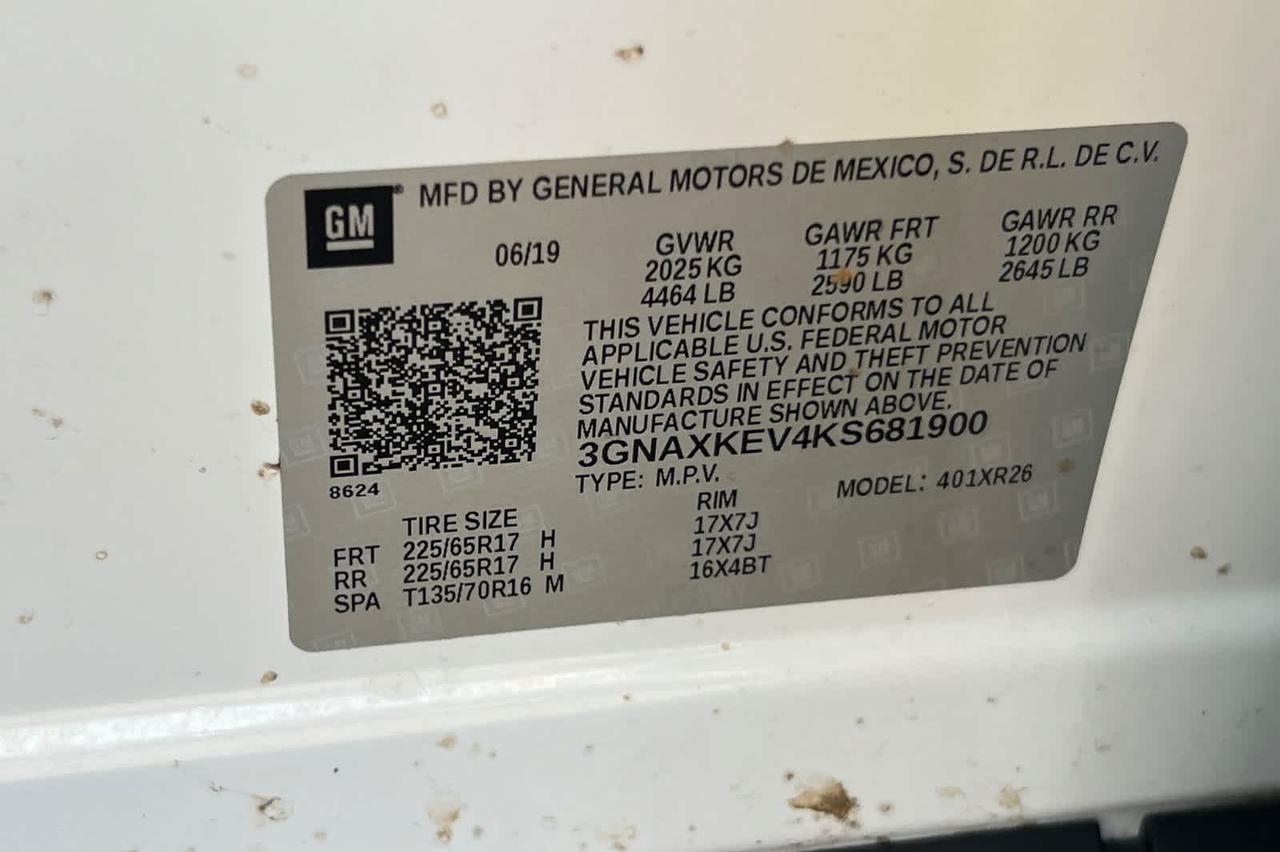 GM® MFD BY GENERAL MOTORS DE MEXICO, S. DE R.L. DE C.V.
06/19 GVWR GAWR FRT GAWR RR
2025 KG 1175 KG 1200 KG
4464 LB 2590 LB 2645 LB
THIS VEHICLE CONFORMS TO ALL
APPLICABLE U.S. FEDERAL MOTOR
VEHICLE SAFETY AND THEFT PREVENTION
STANDARDS IN EFFECT ON THE DATE OF
MANUFACTURE SHOWN ABOVE.
3GNAXKEV4KS681900
8624 TYPE: M.P.V. MODEL: 401XR26
TIRE SIZE RIM
FRT 225/65R17 H 17X7J
RR 225/65R17 H 17X7J
SPA T135/70R16 M 16X4BT